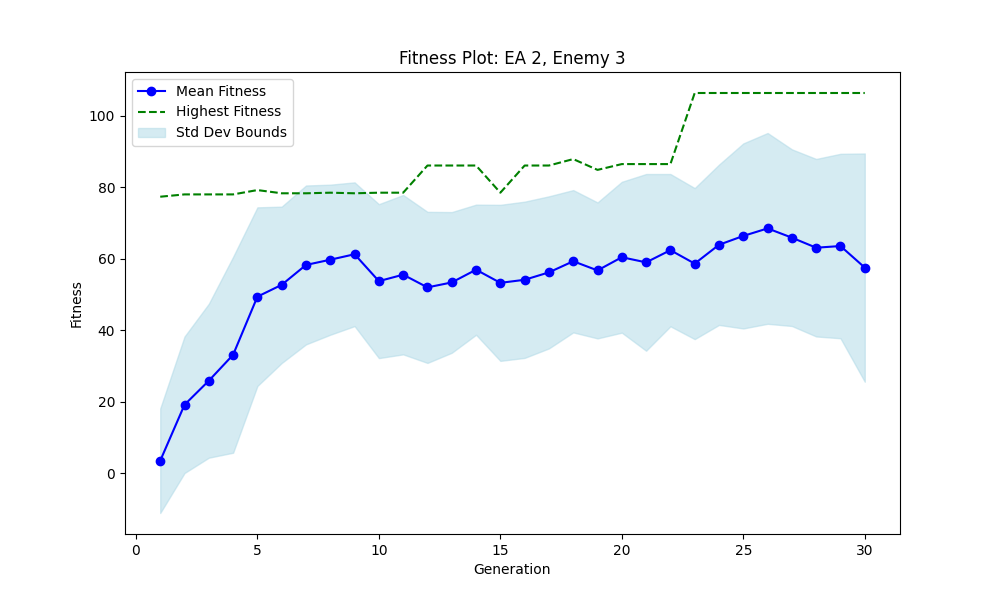 Fitness Plot: EA 2, Enemy 3
Mean Fitness
Highest Fitness
Std Dev Bounds
100
80
60
40
20
0
Fitness
0 5 10 15 20 25 30
Generation